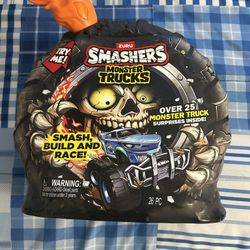 TRY
ME!
ZURU
SMASHERS
MONSTER
TRUCKS
OVER 25
MONSTER TRUCK
SURPRISES INSIDE!
SMASH,
BUILD AND
RACE!
WARNING:
26 PC